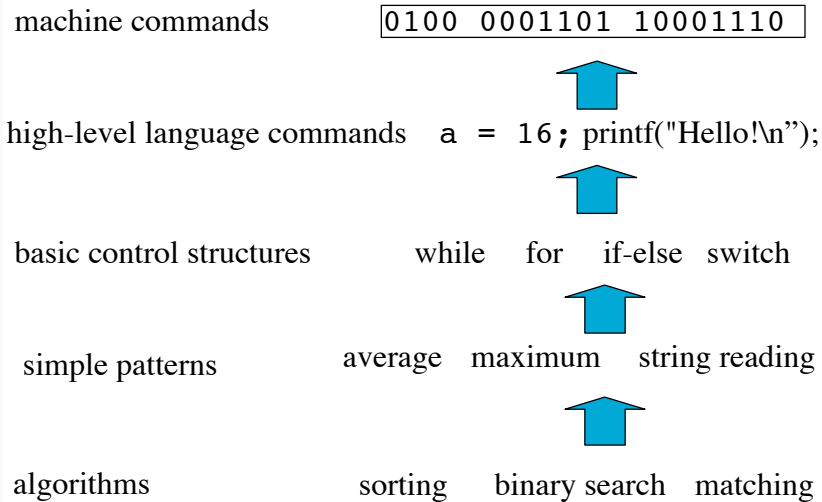 machine commands 0100 0001101 10001110
high-level language commands a = 16; printf("Hello!\n”);
basic control structures while for if-else switch
simple patterns average maximum string reading
algorithms sorting binary search matching